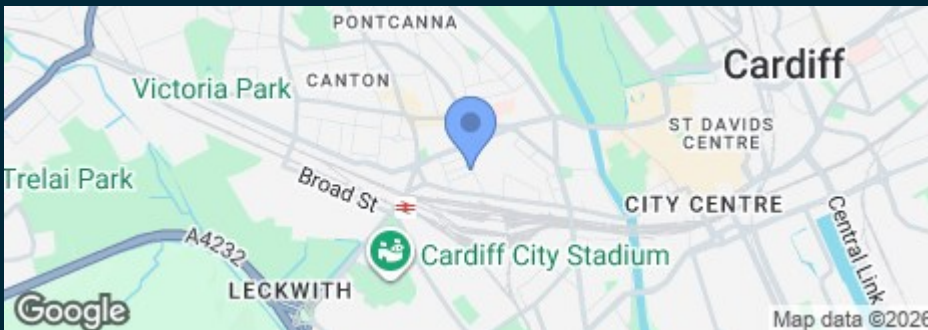 PONTCANNA
Cardiff
Victoria Park
CANTON
ST DAVIDS
CENTRE
Trelai Park
Broad St
CITY CENTRE
A4232
Cardiff City Stadium
Central Link
LECKWITH
Google
Map data ©2026